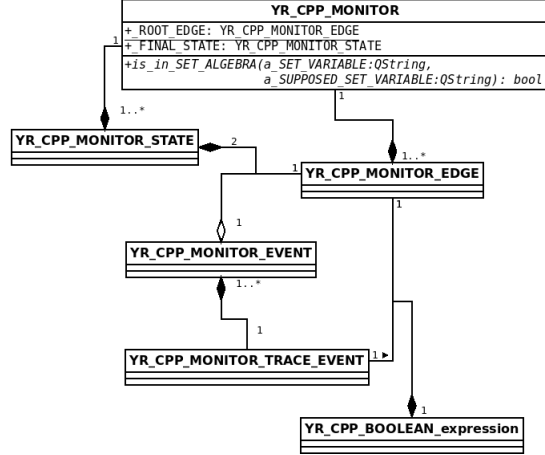 YR_CPP_MONITOR
+_ROOT_EDGE: YR_CPP_MONITOR_EDGE
+_FINAL_STATE: YR_CPP_MONITOR_STATE
+is_in_SET_ALGEBRA(a_SET_VARIABLE:QString,
a_SUPPOSED_SET_VARIABLE:QString): bool
1
1
1..*
1..*
YR_CPP_MONITOR_STATE
2
1
YR_CPP_MONITOR_EDGE
1
1
YR_CPP_MONITOR_EVENT
1..*
1
YR_CPP_MONITOR_TRACE_EVENT
1 ►
1
YR_CPP_BOOLEAN_expression